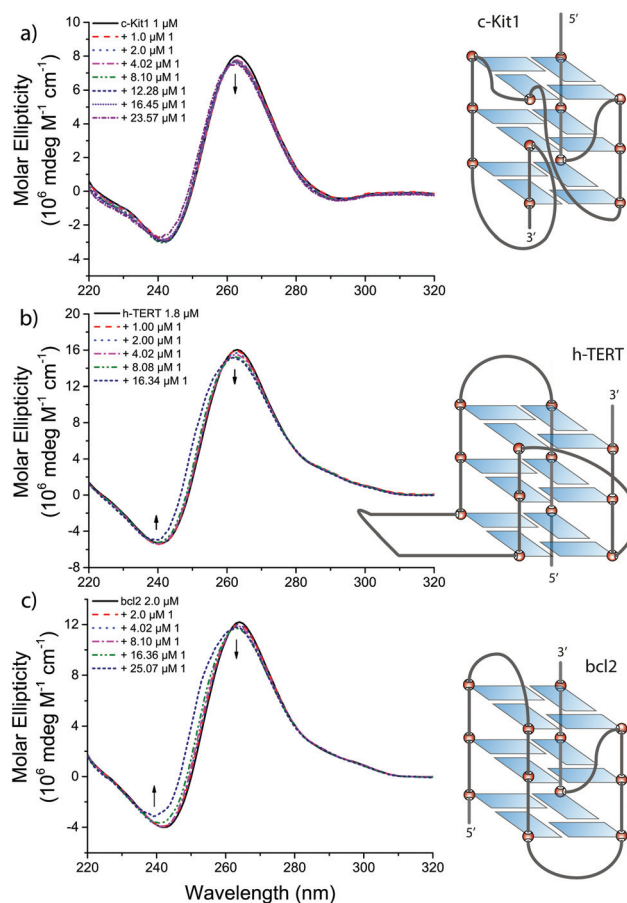 a)
c-Kit1 1 µM
+ 1.0 µM 1
+ 2.0 µM 1
+ 4.02 µM 1
+ 8.10 µM 1
+ 12.28 µM 1
+ 16.45 µM 1
+ 23.57 µM 1
8
6
4
2
0
-2
-4
220 240 260 280 300 320
Molar Ellipticity
(10⁶ mdeg M⁻¹ cm⁻¹)
c-Kit1
5′
3′
b)
h-TERT 1.8 µM
+ 1.00 µM 1
+ 2.00 µM 1
+ 4.02 µM 1
+ 8.08 µM 1
+ 16.34 µM 1
20
16
12
8
4
0
-4
-8
220 240 260 280 300 320
Molar Ellipticity
(10⁶ mdeg M⁻¹ cm⁻¹)
h-TERT
3′
5′
c)
bcl2 2.0 µM
+ 2.0 µM 1
+ 4.02 µM 1
+ 8.10 µM 1
+ 16.36 µM 1
+ 25.07 µM 1
12
8
4
0
-4
220 240 260 280 300 320
Molar Ellipticity
(10⁶ mdeg M⁻¹ cm⁻¹)
Wavelength (nm)
bcl2
3′
5′